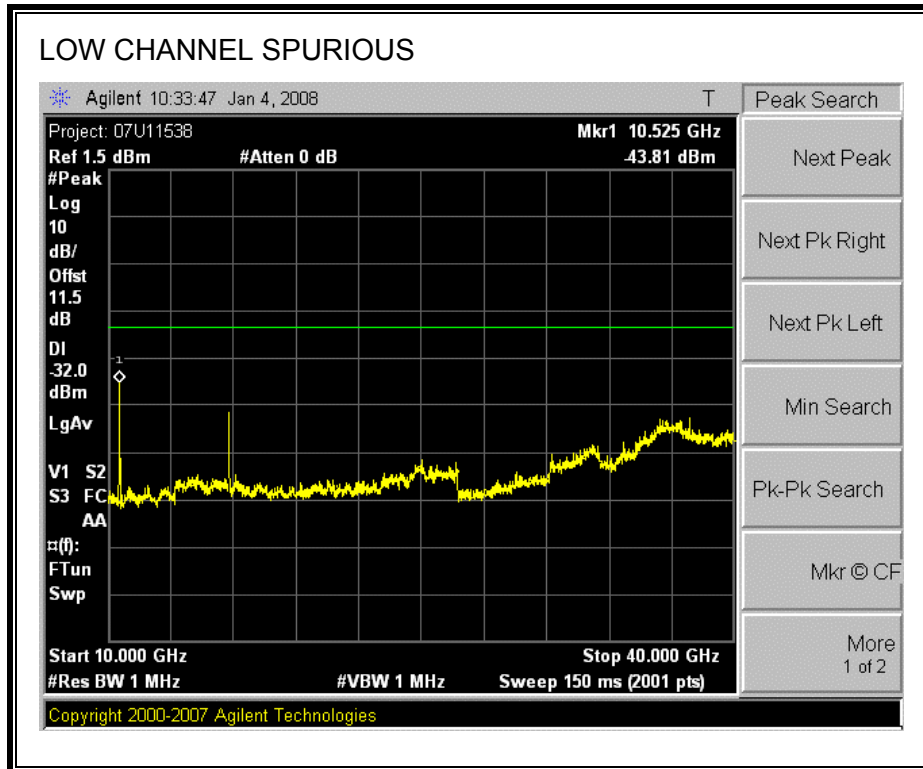 LOW CHANNEL SPURIOUS
Agilent 10:33:47 Jan 4, 2008 T
Peak Search
Project: 07U11538 Mkr1 10.525 GHz
Ref 1.5 dBm #Atten 0 dB -43.81 dBm
#Peak
Log
10
dB/
Offst
11.5
dB
DI
-32.0
dBm
LgAv
V1 S2
S3 FC
AA
¤(f):
FTun
Swp
1
Start 10.000 GHz Stop 40.000 GHz
#Res BW 1 MHz #VBW 1 MHz Sweep 150 ms (2001 pts)
Next Peak
Next Pk Right
Next Pk Left
Min Search
Pk-Pk Search
Mkr © CF
More
1 of 2
Copyright 2000-2007 Agilent Technologies